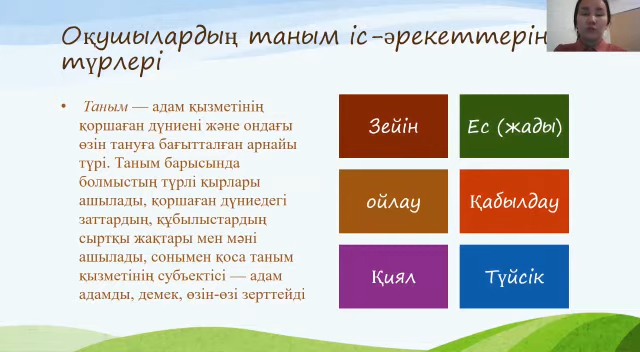 Оқушылардың таным іс-әрекеттерін
түрлері
• Таным — адам қызметінің
қоршаған дүниені және ондағы
өзін тануға бағытталған арнайы
түрі. Таным барысында
болмыстың түрлі қырлары
ашылады, қоршаған дүниедегі
заттардың, құбылыстардың
сыртқы жақтары мен мәні
ашылады, сонымен қоса таным
қызметінің субъектісі — адам
адамды, демек, өзін-өзі зерттейді
Зейін
Ес (жады)
ойлау
Қабылдау
Қиял
Түйсік